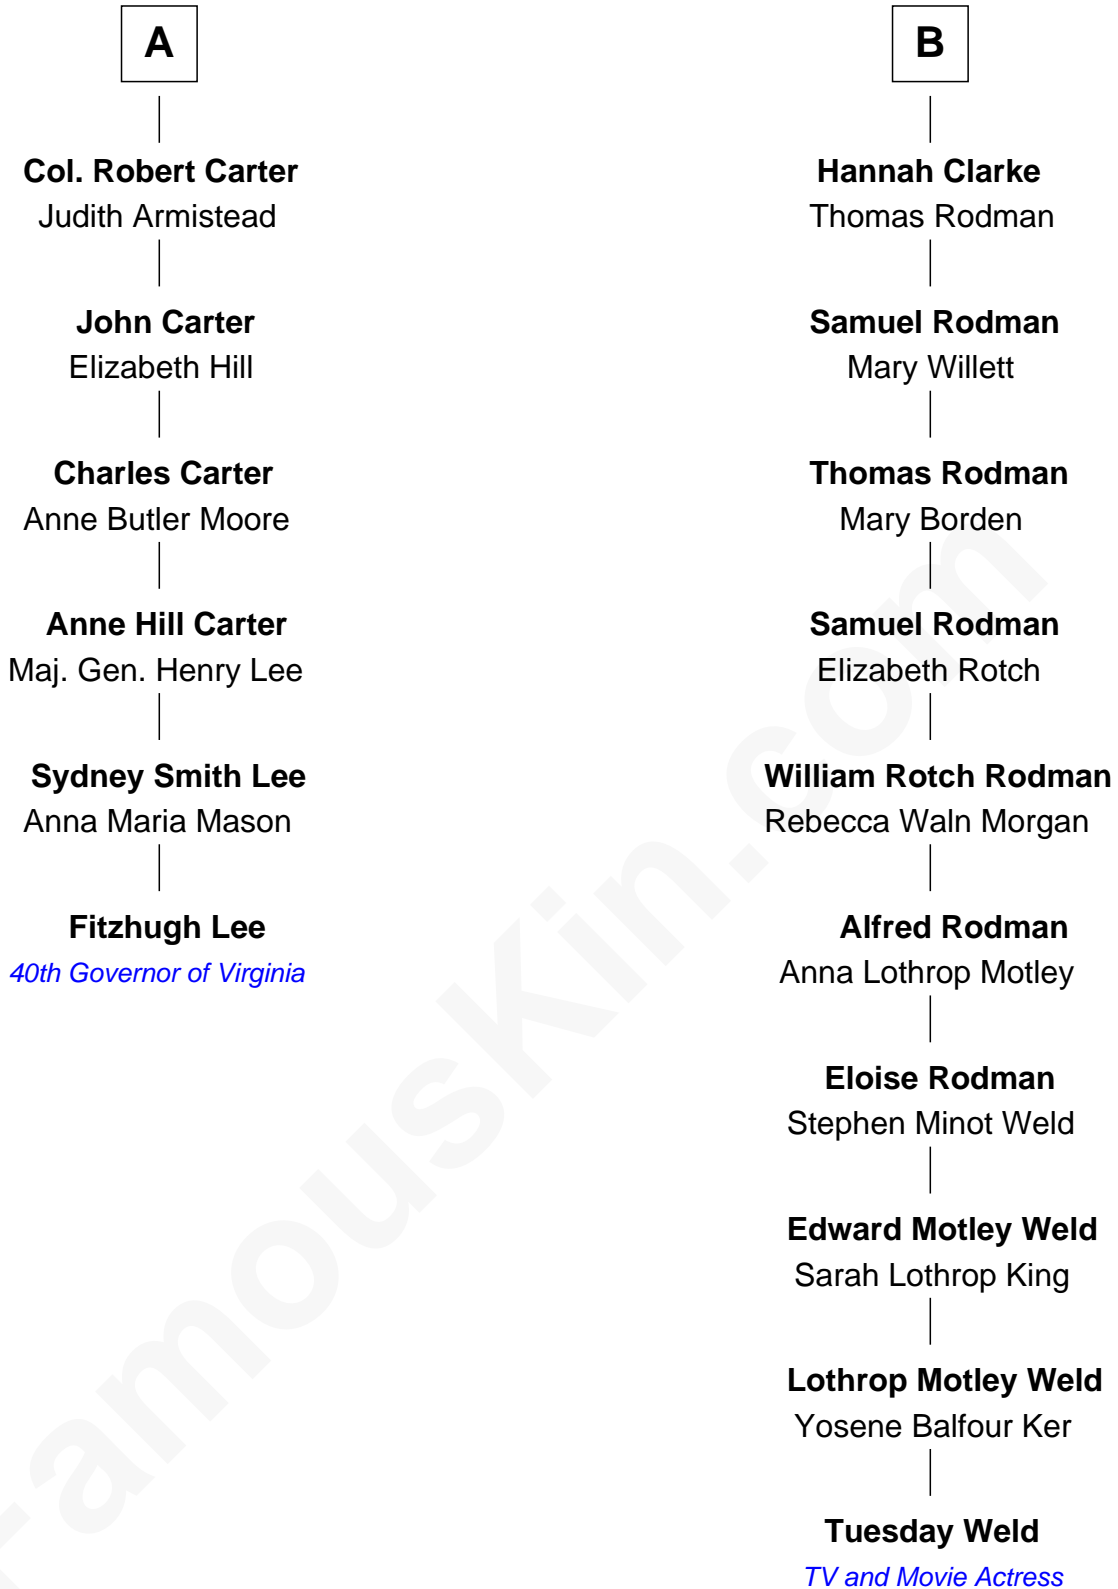 A
Col. Robert Carter
Judith Armistead
John Carter
Elizabeth Hill
Charles Carter
Anne Butler Moore
Anne Hill Carter
Maj. Gen. Henry Lee
Sydney Smith Lee
Anna Maria Mason
Fitzhugh Lee
40th Governor of Virginia
B
Hannah Clarke
Thomas Rodman
Samuel Rodman
Mary Willett
Thomas Rodman
Mary Borden
Samuel Rodman
Elizabeth Rotch
William Rotch Rodman
Rebecca Waln Morgan
Alfred Rodman
Anna Lothrop Motley
Eloise Rodman
Stephen Minot Weld
Edward Motley Weld
Sarah Lothrop King
Lothrop Motley Weld
Yosene Balfour Ker
Tuesday Weld
TV and Movie Actress
FamousKin.com